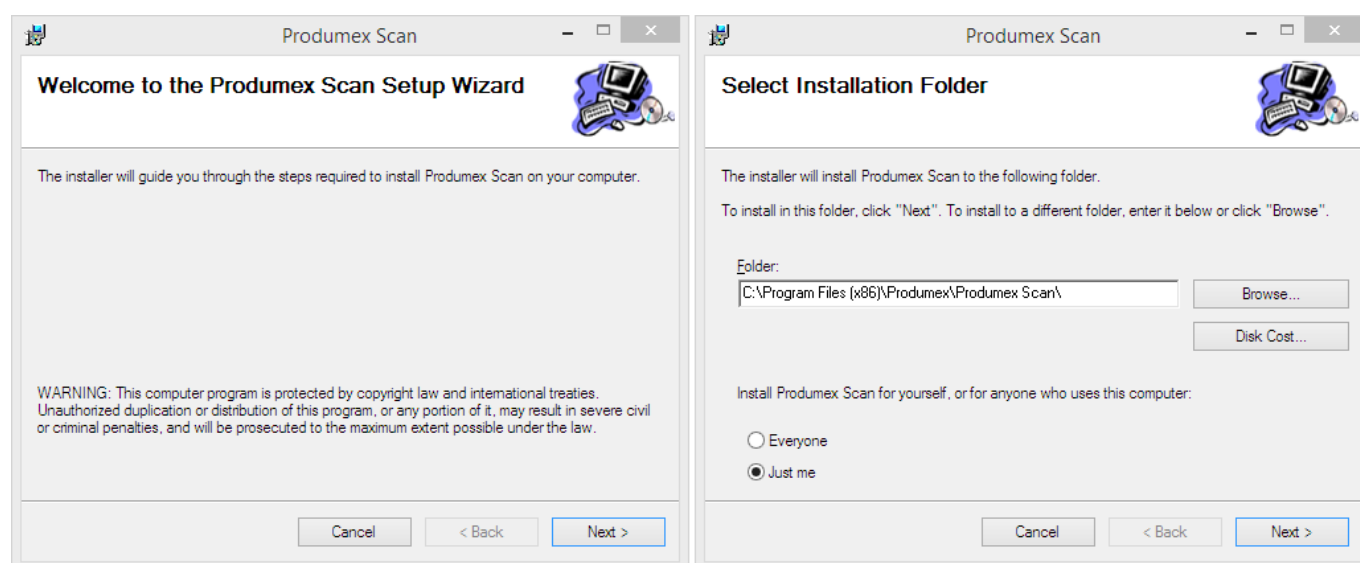 Produmex Scan
Welcome to the Produmex Scan Setup Wizard
The installer will guide you through the steps required to install Produmex Scan on your computer.
WARNING: This computer program is protected by copyright law and international treaties.
Unauthorized duplication or distribution of this program, or any portion of it, may result in severe civil
or criminal penalties, and will be prosecuted to the maximum extent possible under the law.
Cancel < Back Next >
Produmex Scan
Select Installation Folder
The installer will install Produmex Scan to the following folder.
To install in this folder, click "Next". To install to a different folder, enter it below or click "Browse".
Folder:
C:\Program Files (x86)\Produmex\Produmex Scan\ Browse...
Disk Cost...
Install Produmex Scan for yourself, or for anyone who uses this computer:
Everyone
Just me
Cancel < Back Next >